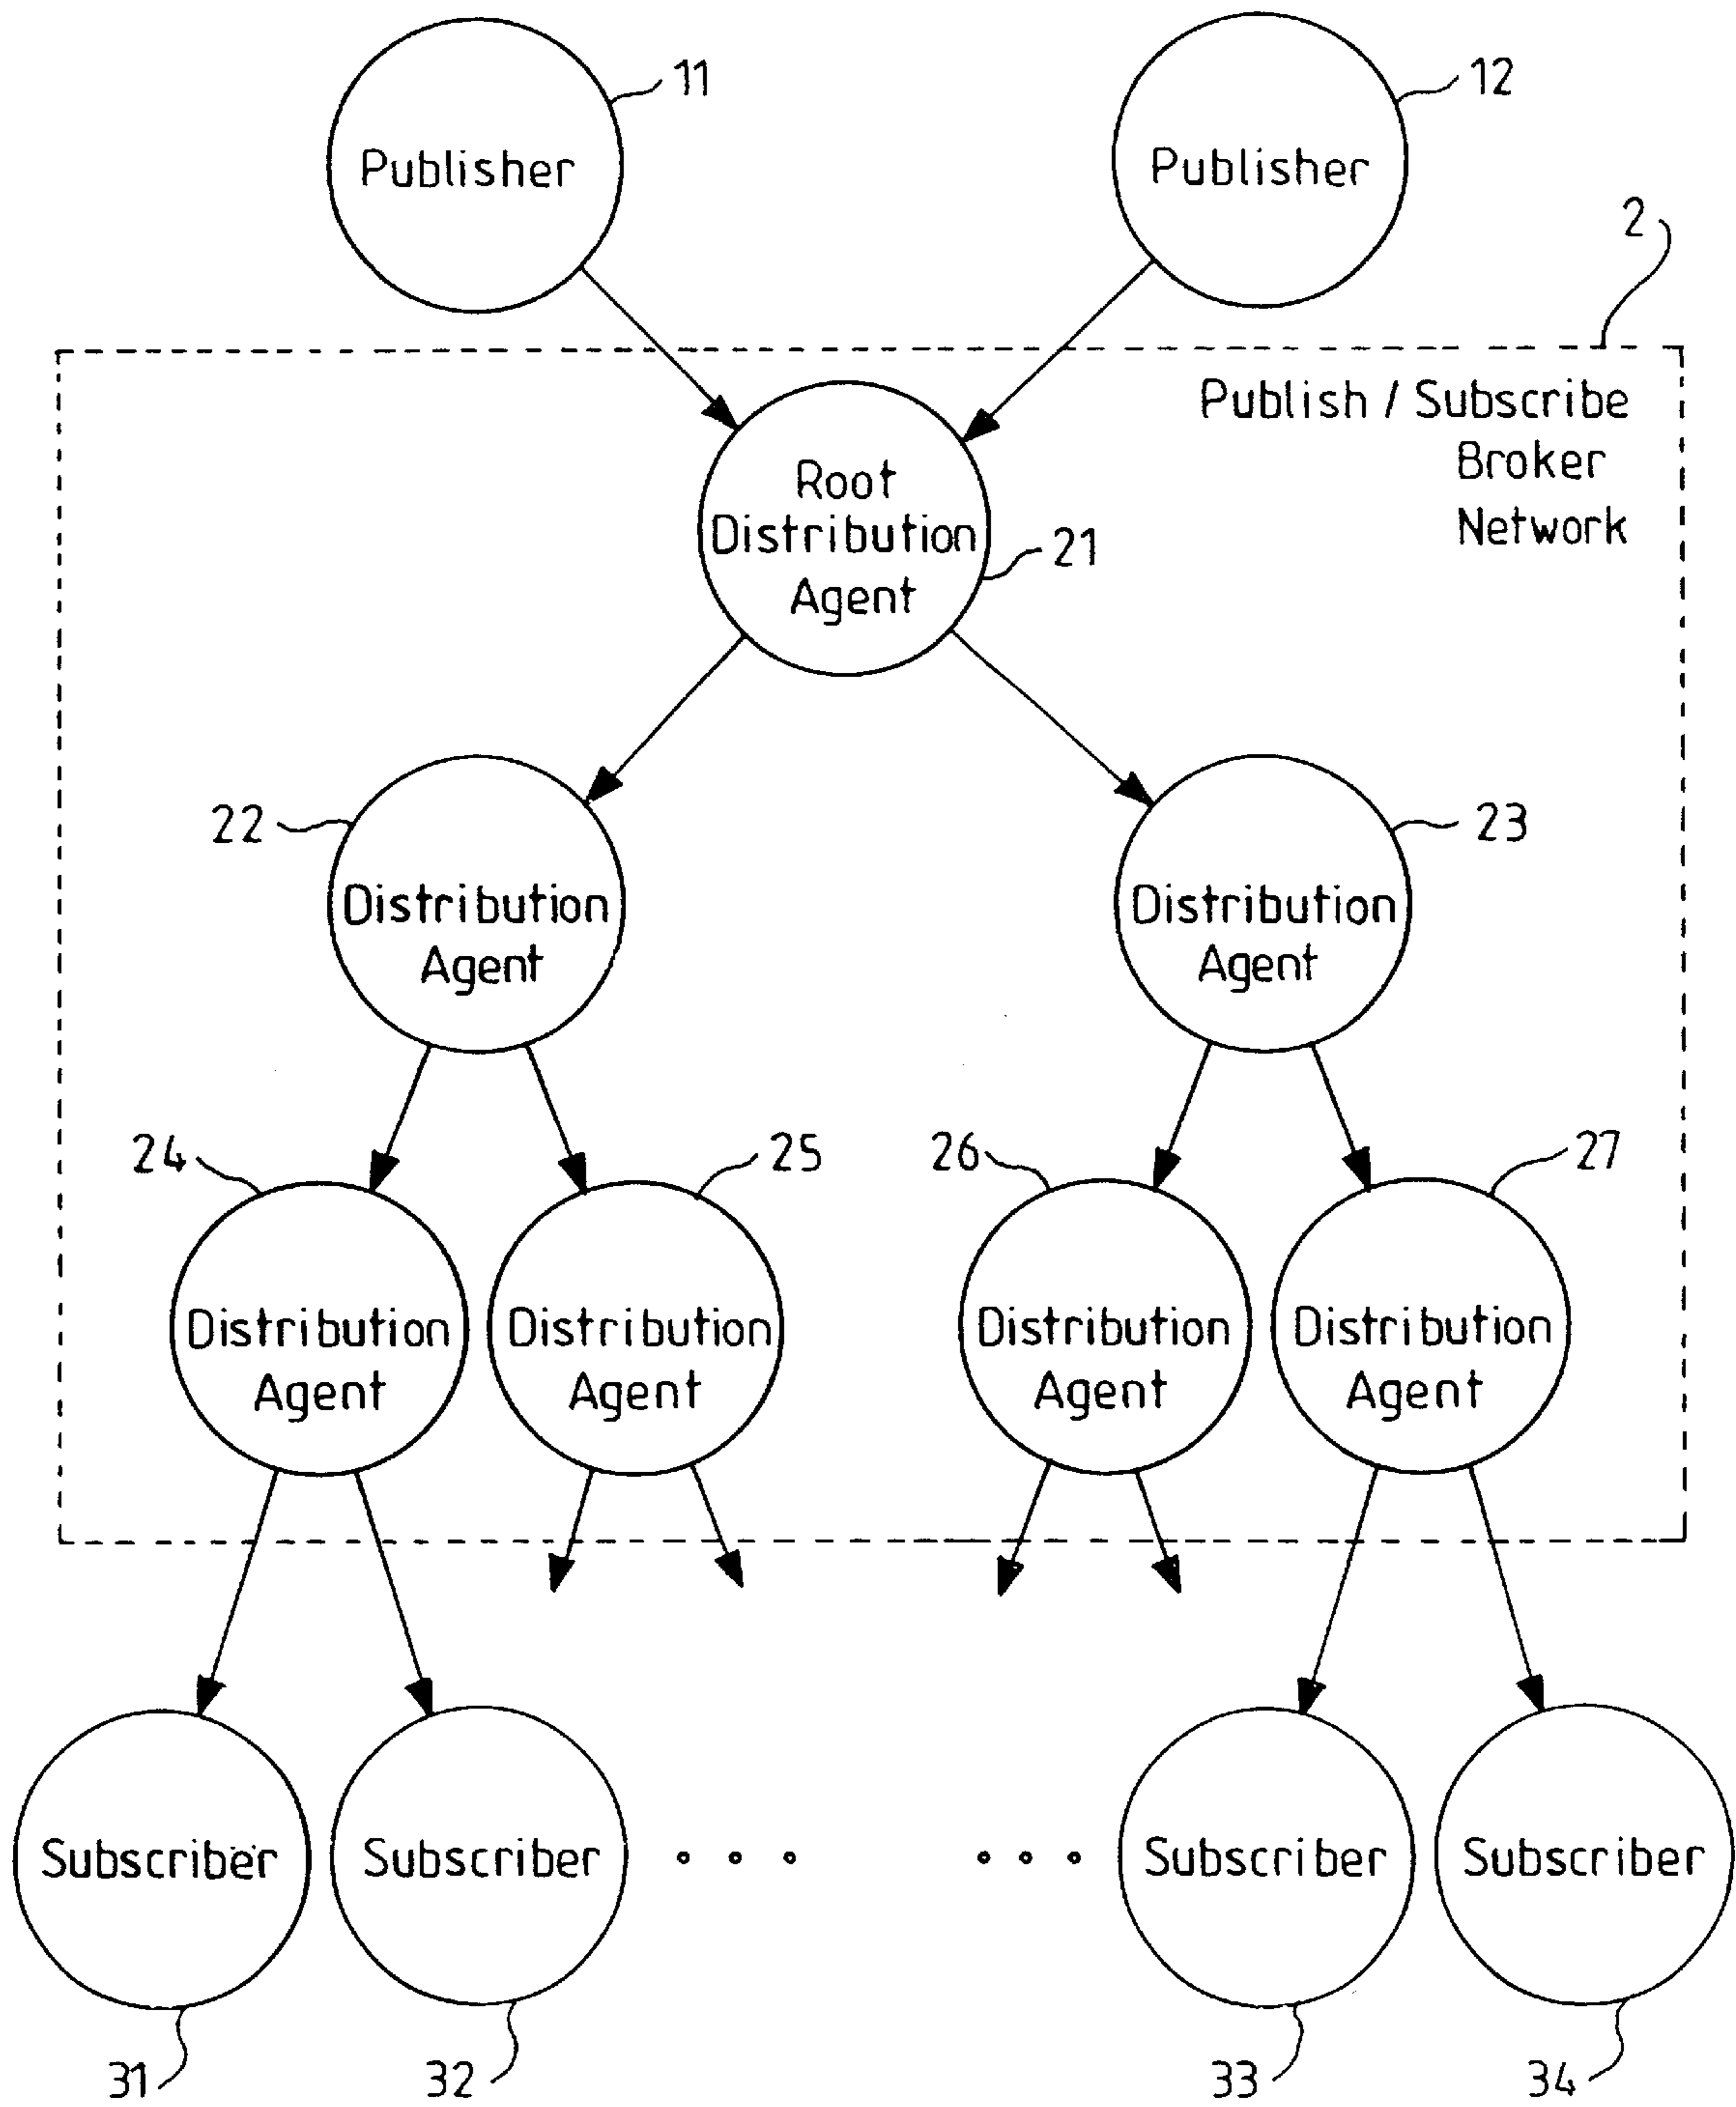 11
12
Publisher
Publisher
2
Publish / Subscribe
Broker
Network
Root
Distribution
Agent
21
22
23
Distribution
Agent
Distribution
Agent
24
25
26
27
Distribution
Agent
Distribution
Agent
Distribution
Agent
Distribution
Agent
Subscriber
Subscriber
Subscriber
Subscriber
31
32
33
34